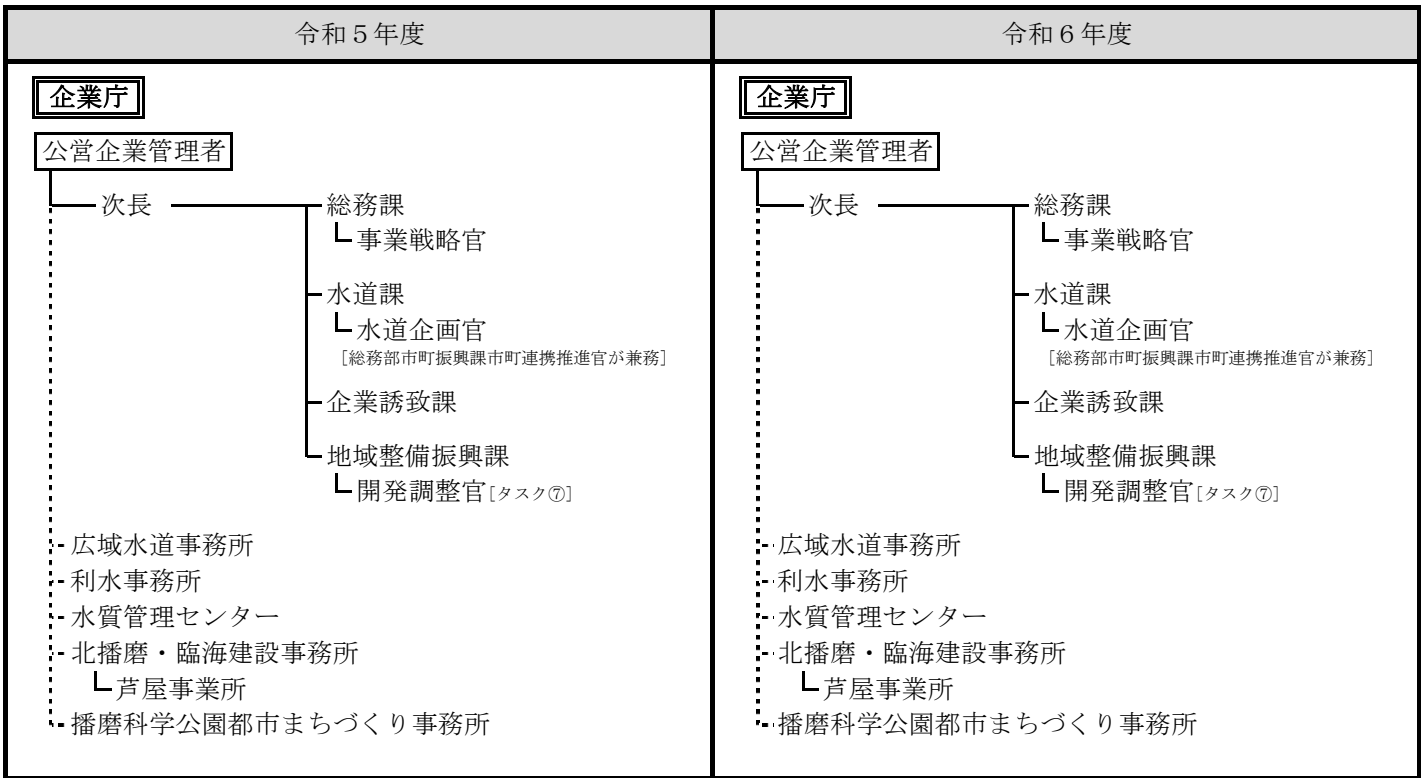 令和５年度
企業庁
公営企業管理者
次長
総務課
事業戦略官
水道課
水道企画官
[総務部市町振興課市町連携推進官が兼務]
企業誘致課
地域整備振興課
開発調整官[タスク⑦]
広域水道事務所
利水事務所
水質管理センター
北播磨・臨海建設事務所
芦屋事業所
播磨科学公園都市まちづくり事務所
令和６年度
企業庁
公営企業管理者
次長
総務課
事業戦略官
水道課
水道企画官
[総務部市町振興課市町連携推進官が兼務]
企業誘致課
地域整備振興課
開発調整官[タスク⑦]
広域水道事務所
利水事務所
水質管理センター
北播磨・臨海建設事務所
芦屋事業所
播磨科学公園都市まちづくり事務所